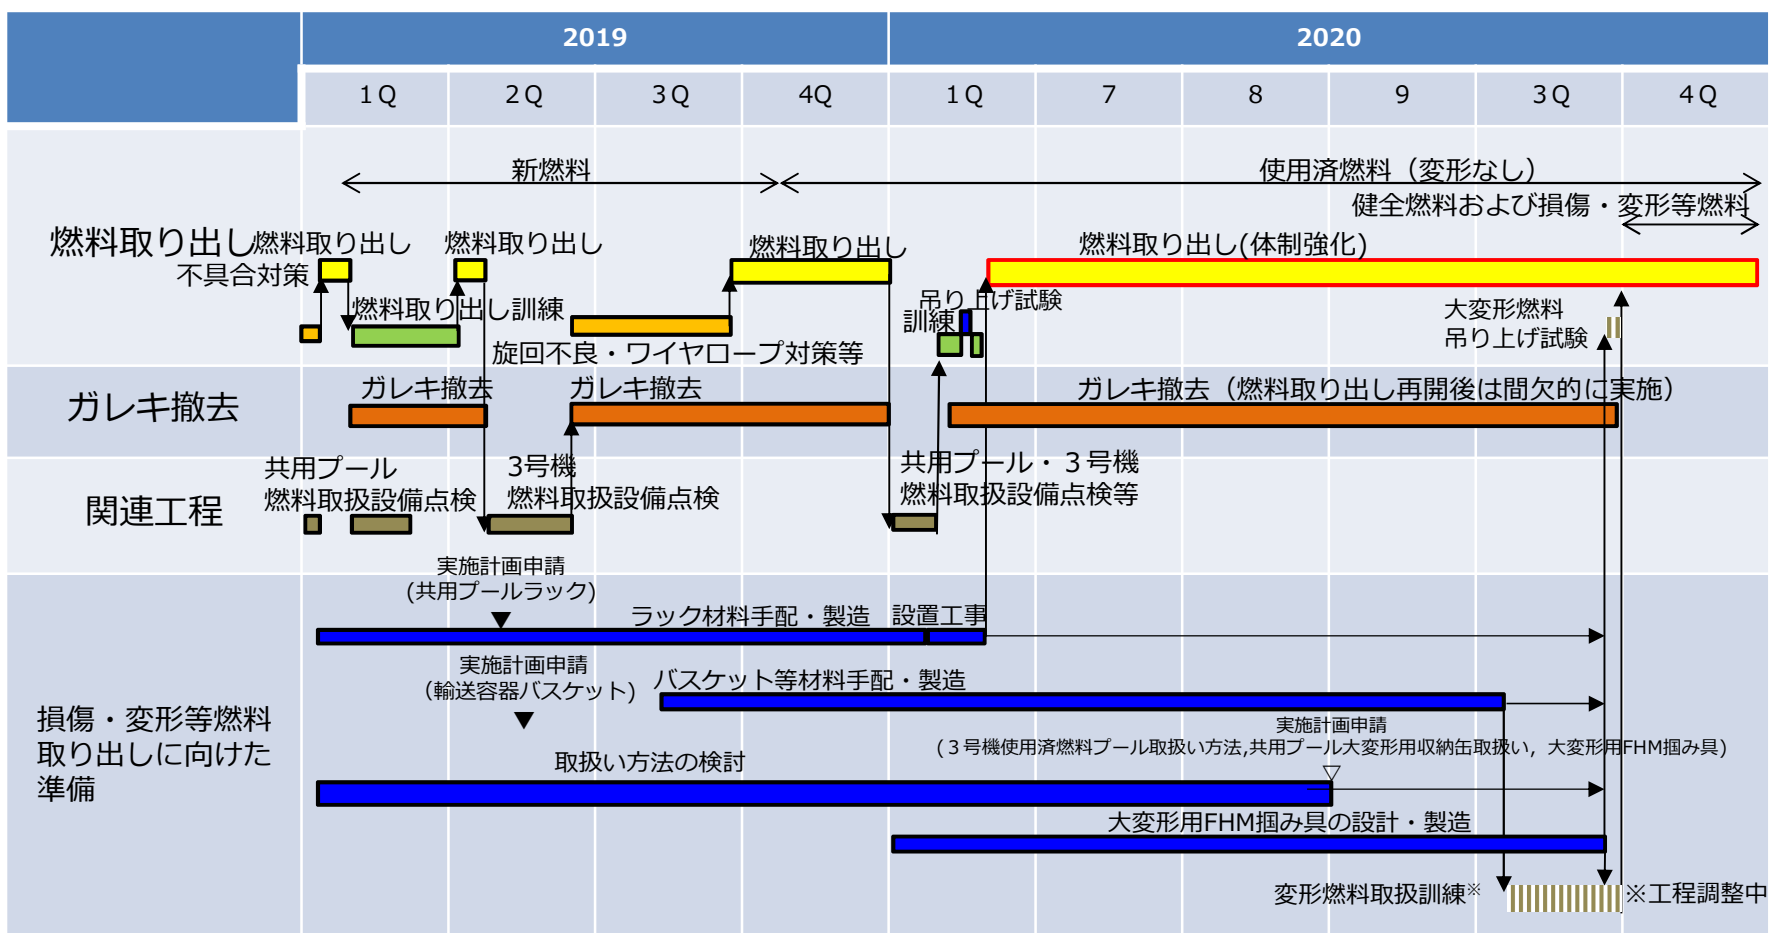 2019
2020
1Q
2Q
3Q
4Q
1Q
7
8
9
3Q
4Q
新燃料
使用済燃料（変形なし）
健全燃料および損傷・変形等燃料
燃料取り出し
燃料取り出し
燃料取り出し
燃料取り出し
燃料取り出し(体制強化)
不具合対策
燃料取り出し訓練
吊り上げ試験
訓練
大変形燃料
吊り上げ試験
旋回不良・ワイヤロープ対策等
ガレキ撤去
ガレキ撤去
ガレキ撤去
ガレキ撤去（燃料取り出し再開後は間欠的に実施）
関連工程
共用プール
燃料取扱設備点検
3号機
燃料取扱設備点検
共用プール・３号機
燃料取扱設備点検等
損傷・変形等燃料
取り出しに向けた
準備
実施計画申請
(共用プールラック)
ラック材料手配・製造
設置工事
実施計画申請
（輸送容器バスケット)
バスケット等材料手配・製造
実施計画申請
(３号機使用済燃料プール取扱い方法,共用プール大変形用収納缶取扱い，大変形用FHM掴み具)
取扱い方法の検討
大変形用FHM掴み具の設計・製造
変形燃料取扱訓練※
※工程調整中